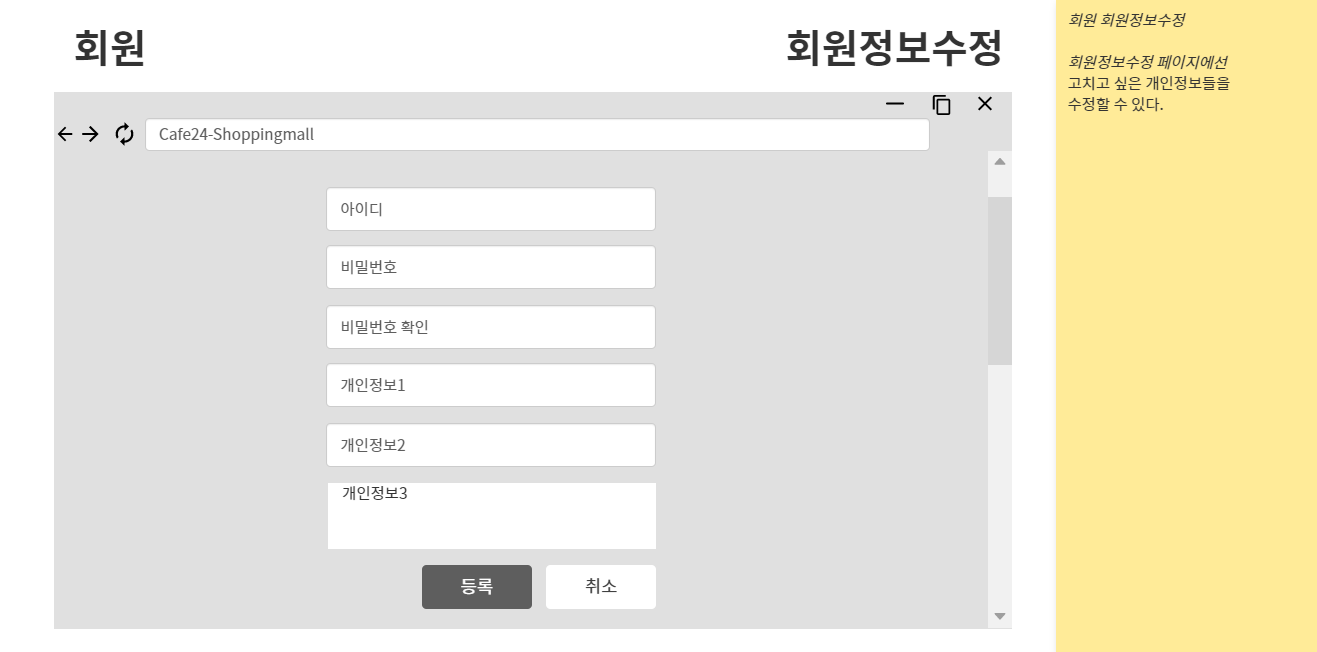 회원
회원정보수정
Cafe24-Shoppingmall
아이디
비밀번호
비밀번호 확인
개인정보1
개인정보2
개인정보3
등록
취소
회원 회원정보수정
회원정보수정 페이지에선
고치고 싶은 개인정보들을
수정할 수 있다.